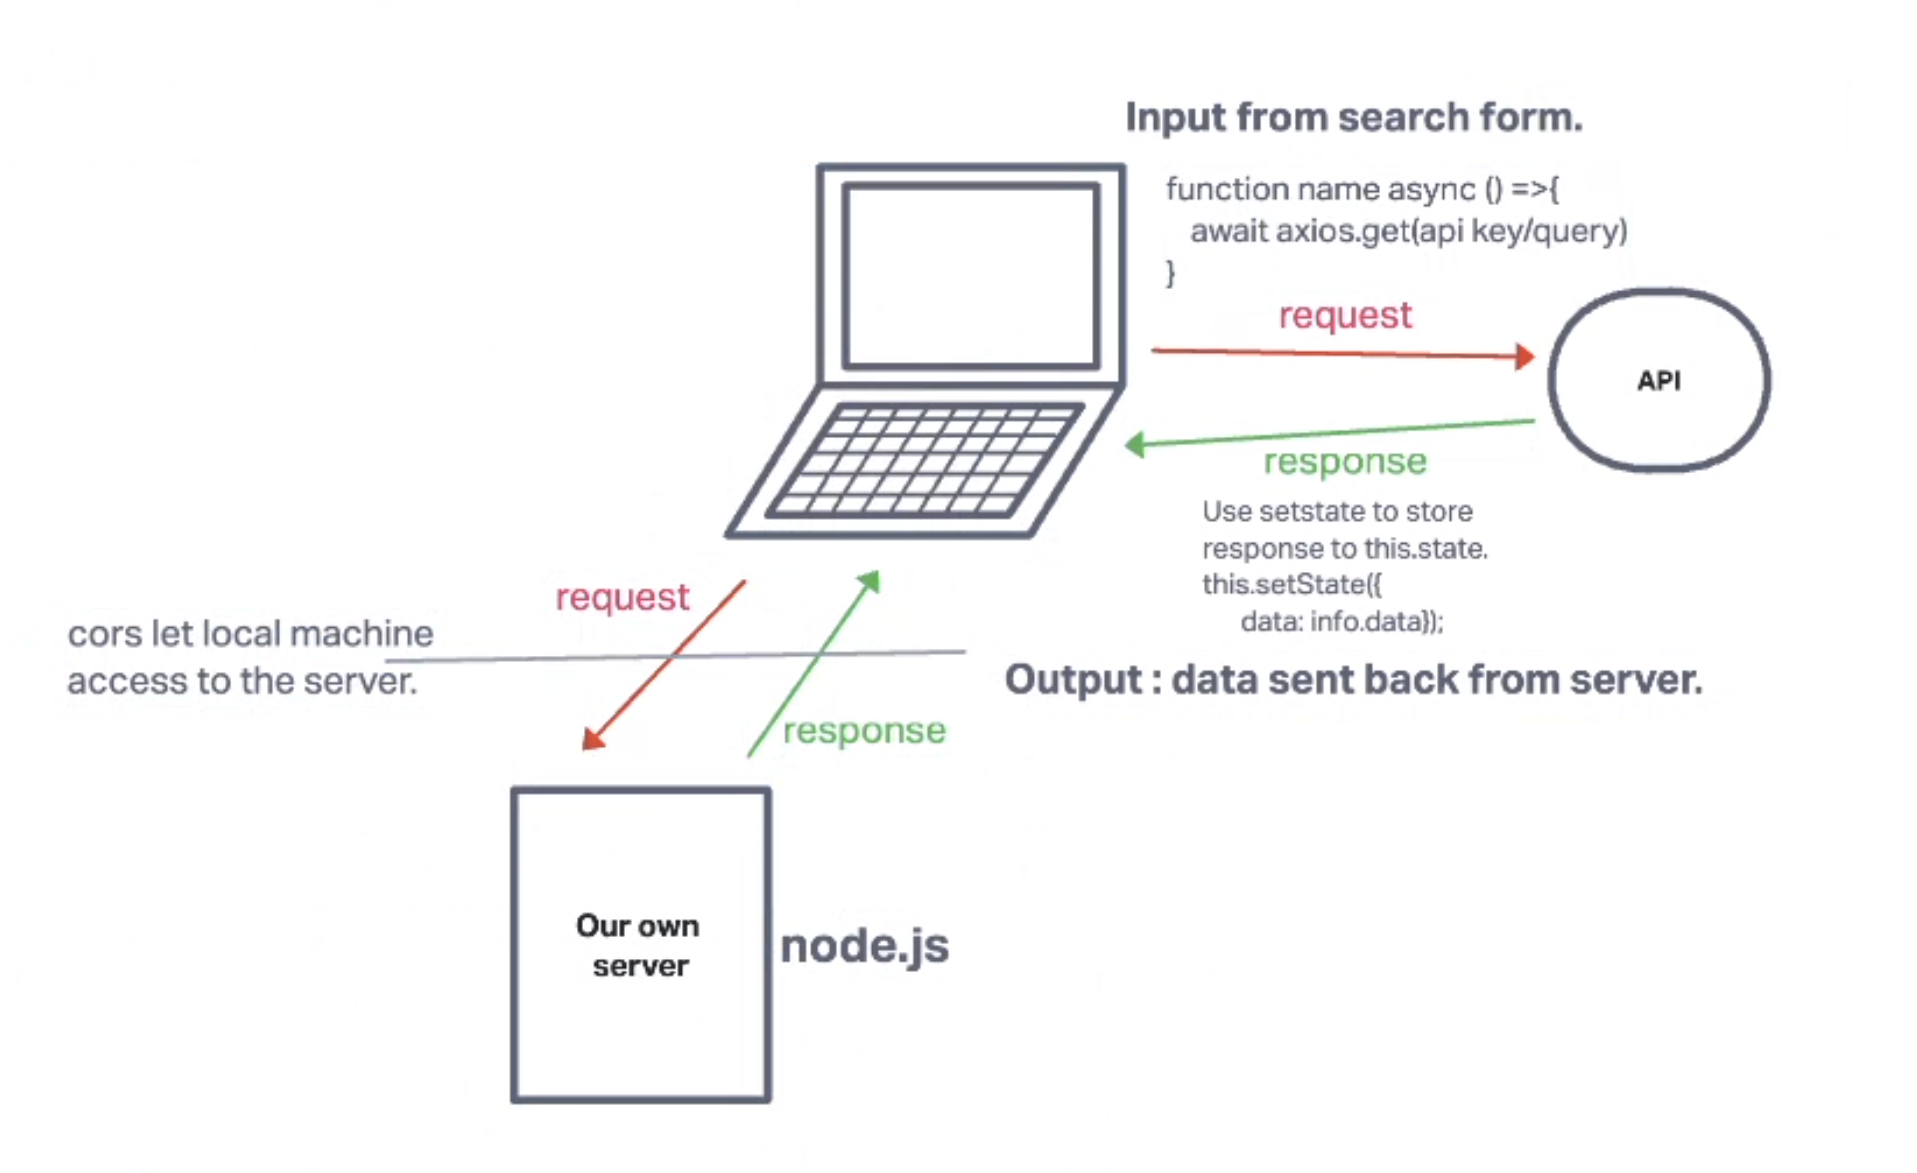 Input from search form.
function name async () =>{
await axios.get(api key/query)
}
request
API
response
Use setstate to store
response to this.state.
this.setState({
data: info.data});
Output : data sent back from server.
request
cors let local machine
access to the server.
response
Our own
server
node.js